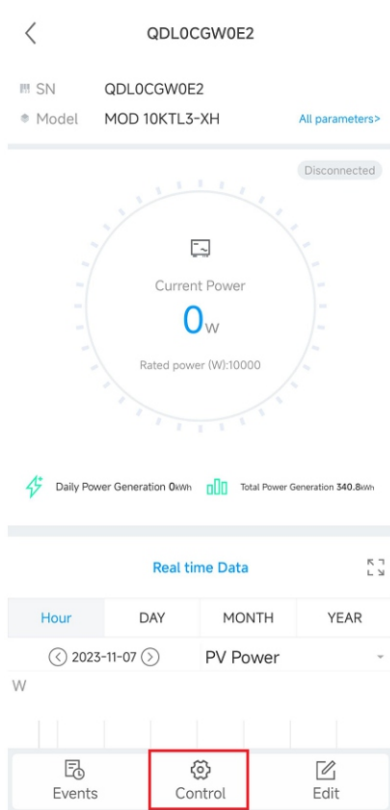 QDL0CGW0E2
SN QDL0CGW0E2
Model MOD 10KTL3-XH All parameters>
Disconnected
Current Power
0W
Rated power (W):10000
Daily Power Generation 0kWh Total Power Generation 340.8kWh
Real time Data
Hour DAY MONTH YEAR
2023-11-07 PV Power
W
Events Control Edit